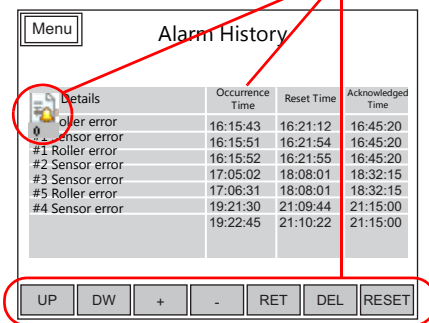 Menu
Alarm History
Details Occurrence Time Reset Time Acknowledged Time
0
oller error 16:15:43 16:21:12 16:45:20
#1 Sensor error 16:15:51 16:21:54 16:45:20
#1 Roller error 16:15:52 16:21:55 16:45:20
#2 Sensor error 17:05:02 18:08:01 18:32:15
#3 Sensor error 17:06:31 18:08:01 18:32:15
#5 Roller error 19:21:30 21:09:44 21:15:00
#4 Sensor error 19:22:45 21:10:22 21:15:00
UP DW + - RET DEL RESET